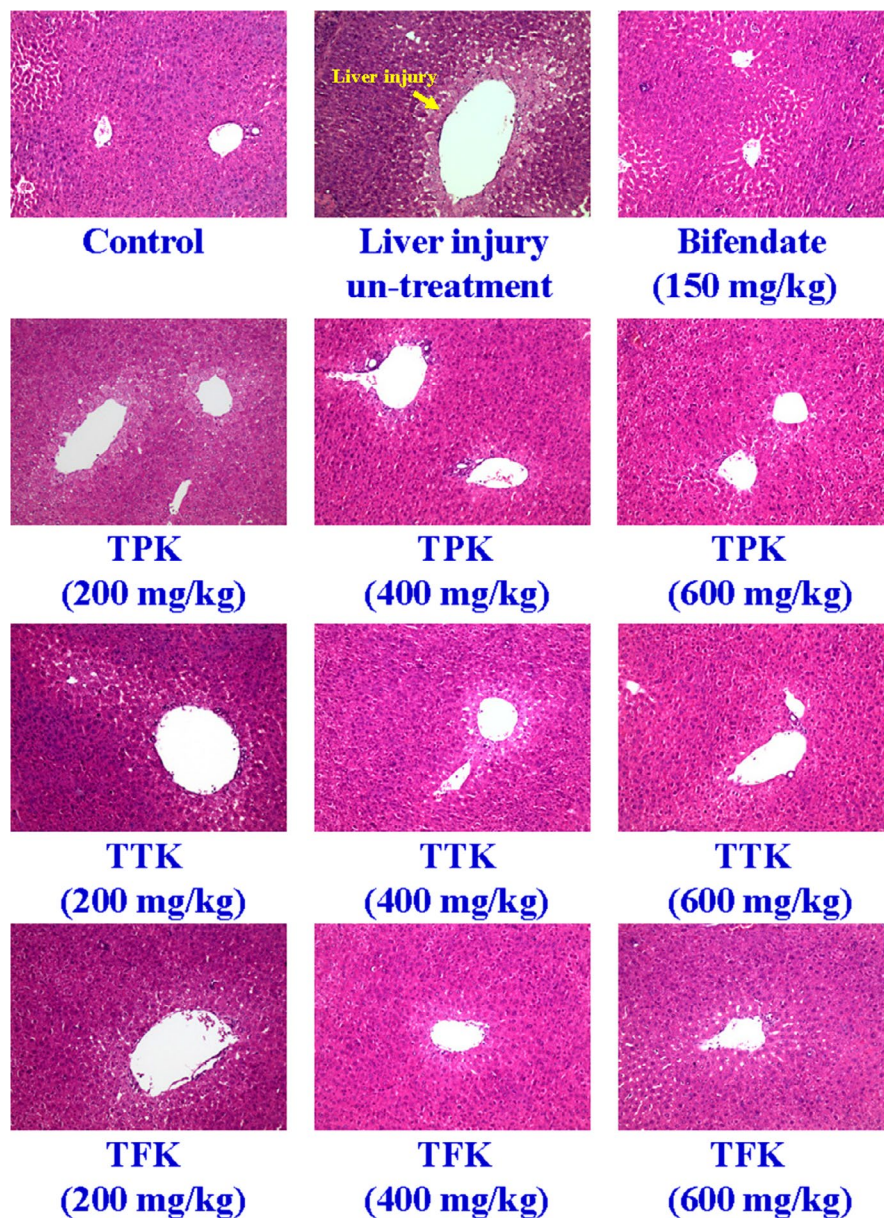 Liver injury
Control
Liver injury
un-treatment
Bifendate
(150 mg/kg)
TPK
(200 mg/kg)
TPK
(400 mg/kg)
TPK
(600 mg/kg)
TTK
(200 mg/kg)
TTK
(400 mg/kg)
TTK
(600 mg/kg)
TFK
(200 mg/kg)
TFK
(400 mg/kg)
TFK
(600 mg/kg)